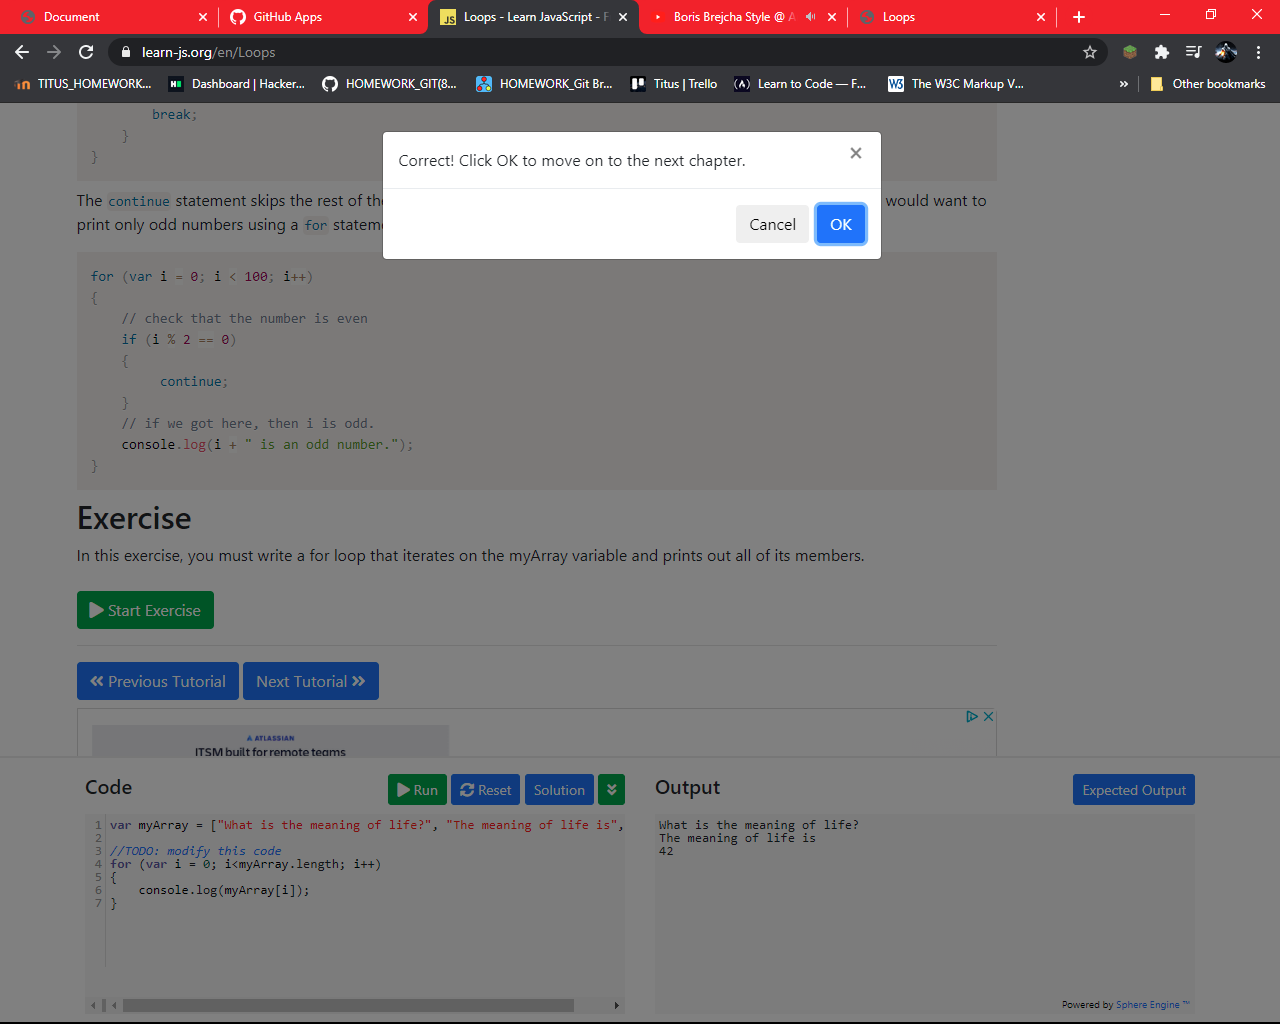 Document
GitHub Apps
JS Loops - Learn JavaScript - F
Boris Brejcha Style @ A
Loops
learn-js.org/en/Loops
TITUS_HOMEWORK...
Dashboard | Hacker...
HOMEWORK_GIT(8...
HOMEWORK_Git Br...
Titus | Trello
Learn to Code — F...
The W3C Markup V...
»
Other bookmarks
break;
}
}
Correct! Click OK to move on to the next chapter.
Cancel
OK
The continue statement skips the rest of the would want to
print only odd numbers using a for stateme
for (var i = 0; i < 100; i++)
{
// check that the number is even
if (i % 2 == 0)
{
continue;
}
// if we got here, then i is odd.
console.log(i + " is an odd number.");
}
Exercise
In this exercise, you must write a for loop that iterates on the myArray variable and prints out all of its members.
Start Exercise
Previous Tutorial
Next Tutorial
ATLASSIAN
ITSM built for remote teams
Code
Run
Reset
Solution
Output
Expected Output
1 var myArray = ["What is the meaning of life?", "The meaning of life is",
2
3 //TODO: modify this code
4 for (var i = 0; i<myArray.length; i++)
5 {
6 console.log(myArray[i]);
7 }
What is the meaning of life?
The meaning of life is
42
Powered by Sphere Engine ™